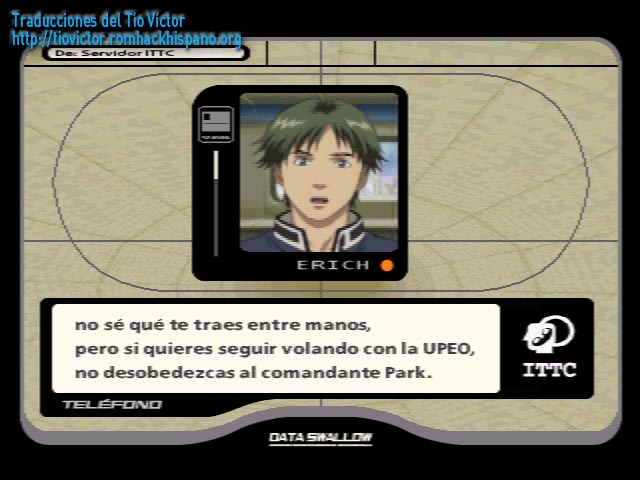 Traducciones del Tio Victor
http://tiovictor.romhackhispano.org
De: Servidor ITTC
ERICH
no sé qué te traes entre manos,
pero si quieres seguir volando con la UPEO,
no desobedezcas al comandante Park.
ITTC
TELÉFONO
DATA SWALLOW